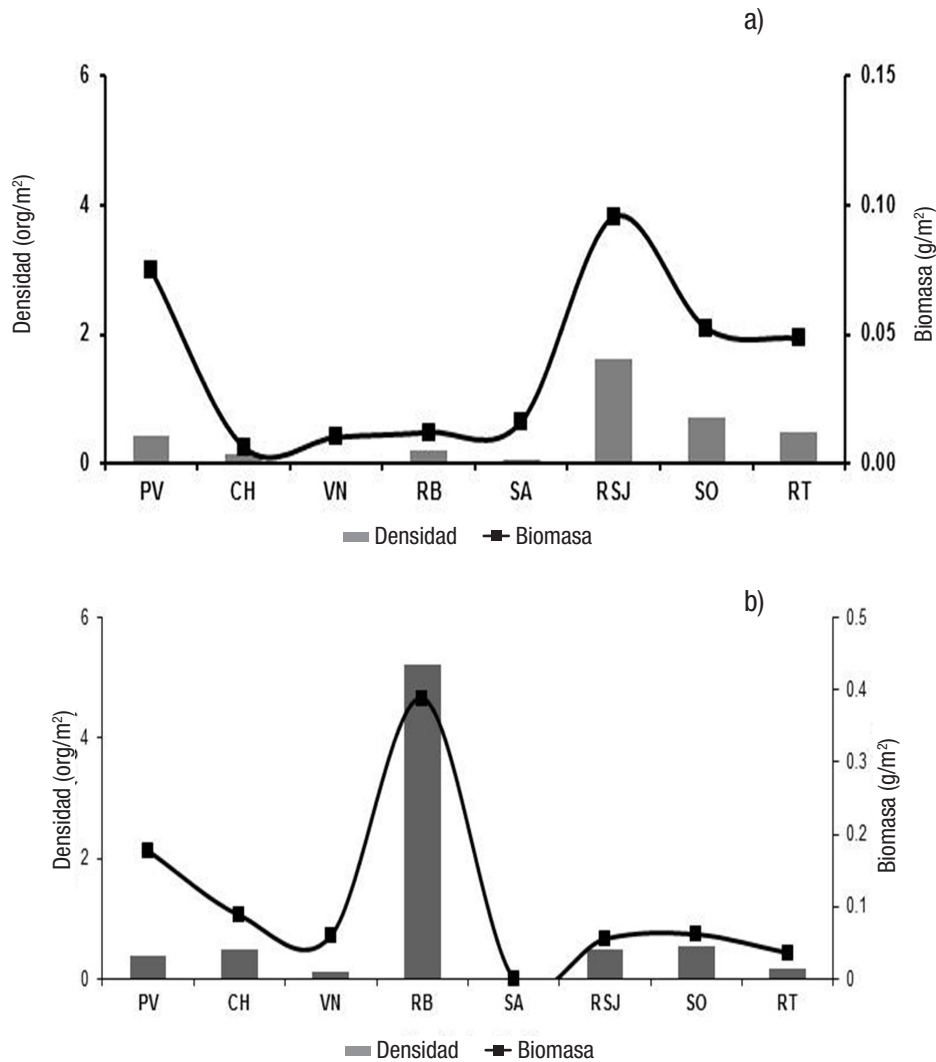 a)
Densidad (org/m²)
6
4
2
0
0.15
0.10
0.05
0.00
Biomasa (g/m²)
PV CH VN RB SA RSJ SO RT
Densidad Biomasa
b)
Densidad (org/m²)
6
4
2
0
0.5
0.4
0.3
0.2
0.1
0
Biomasa (g/m²)
PV CH VN RB SA RSJ SO RT
Densidad Biomasa